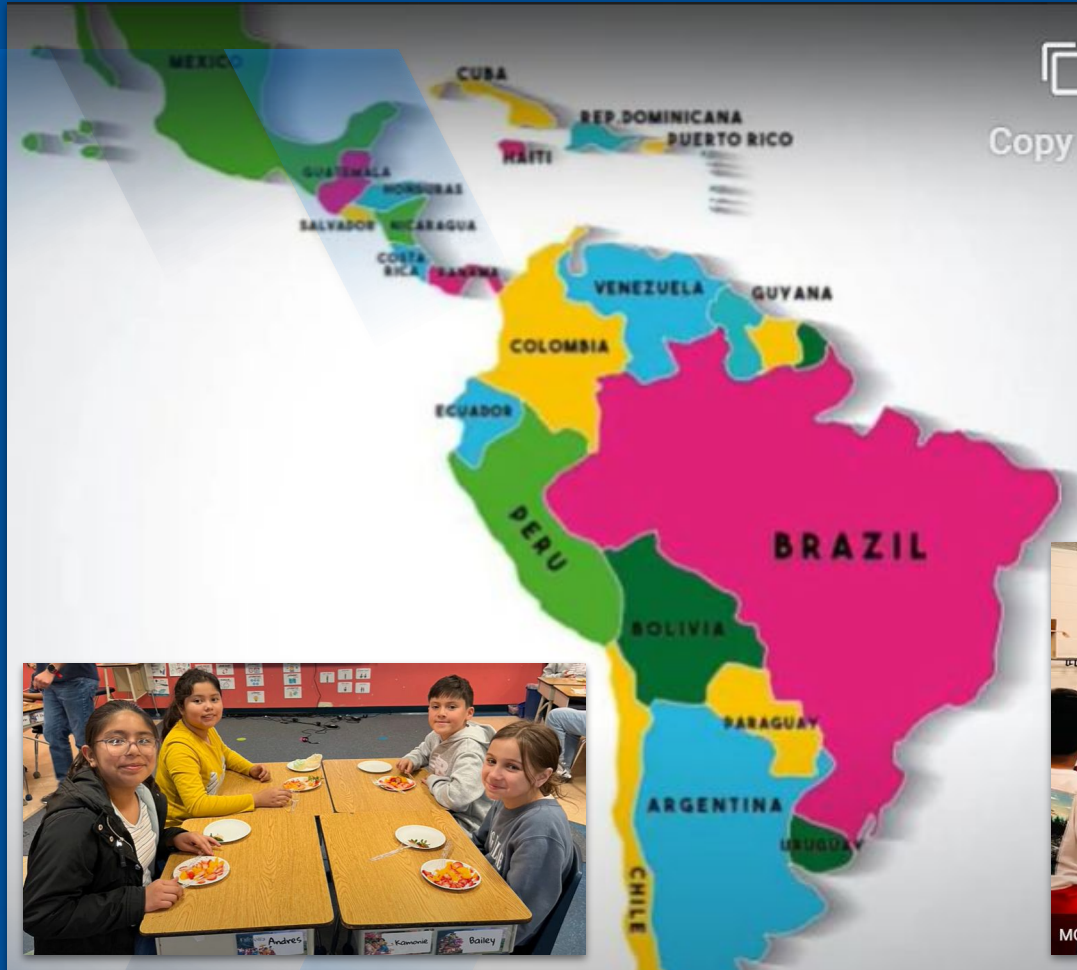 MEXICO
CUBA
REP.DOMINICANA
PUERTO RICO
Copy
HAITI
GUATEMALA
HONDURAS
SALVADOR
NICARAGUA
COSTA
RICA
PANAMA
VENEZUELA
GUYANA
COLOMBIA
ECUADOR
PERU
BRAZIL
BOLIVIA
PARAGUAY
ARGENTINA
URUGUAY
CHILE
Andres
Kamonie
Bailey